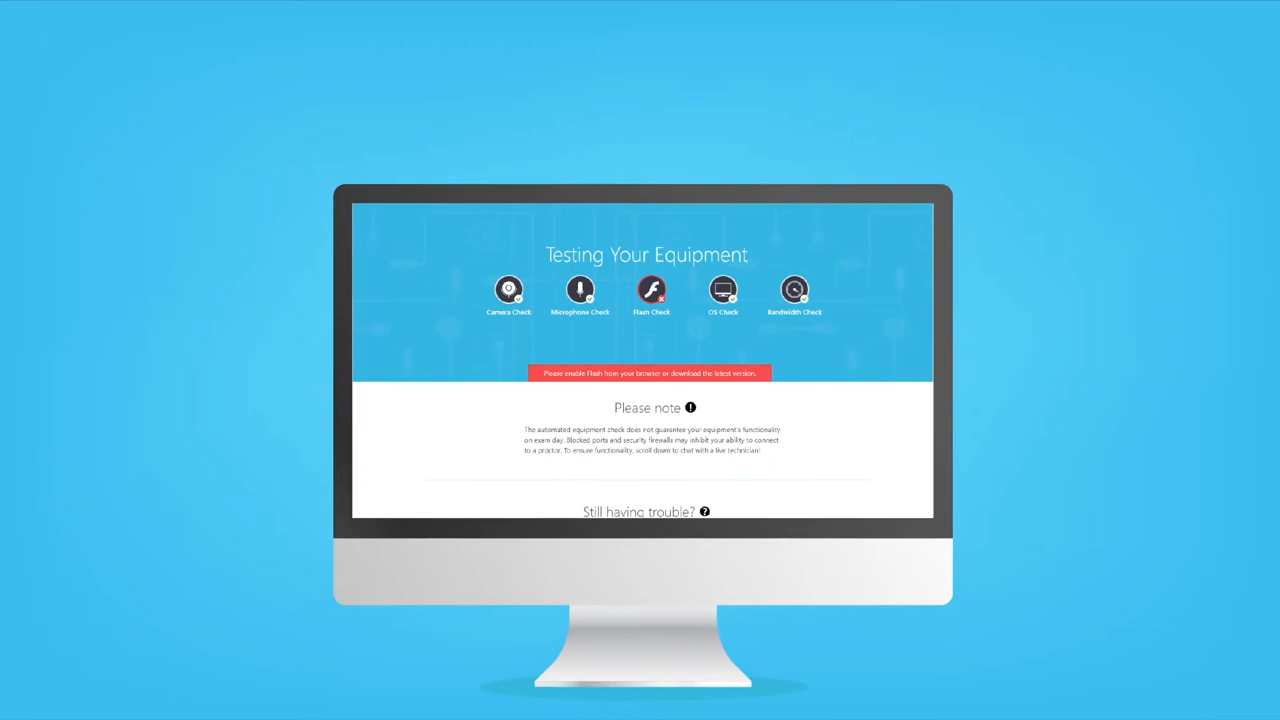 Testing Your Equipment
Camera Check
Microphone Check
Flash Check
OS Check
Bandwidth Check
Please enable Flash from your browser or download the latest version.
Please note
The automated equipment check does not guarantee your equipment's functionality
on exam day. Blocked ports and security firewalls may inhibit your ability to connect
to a proctor. To ensure functionality, scroll down to chat with a live technician!
Still having trouble?